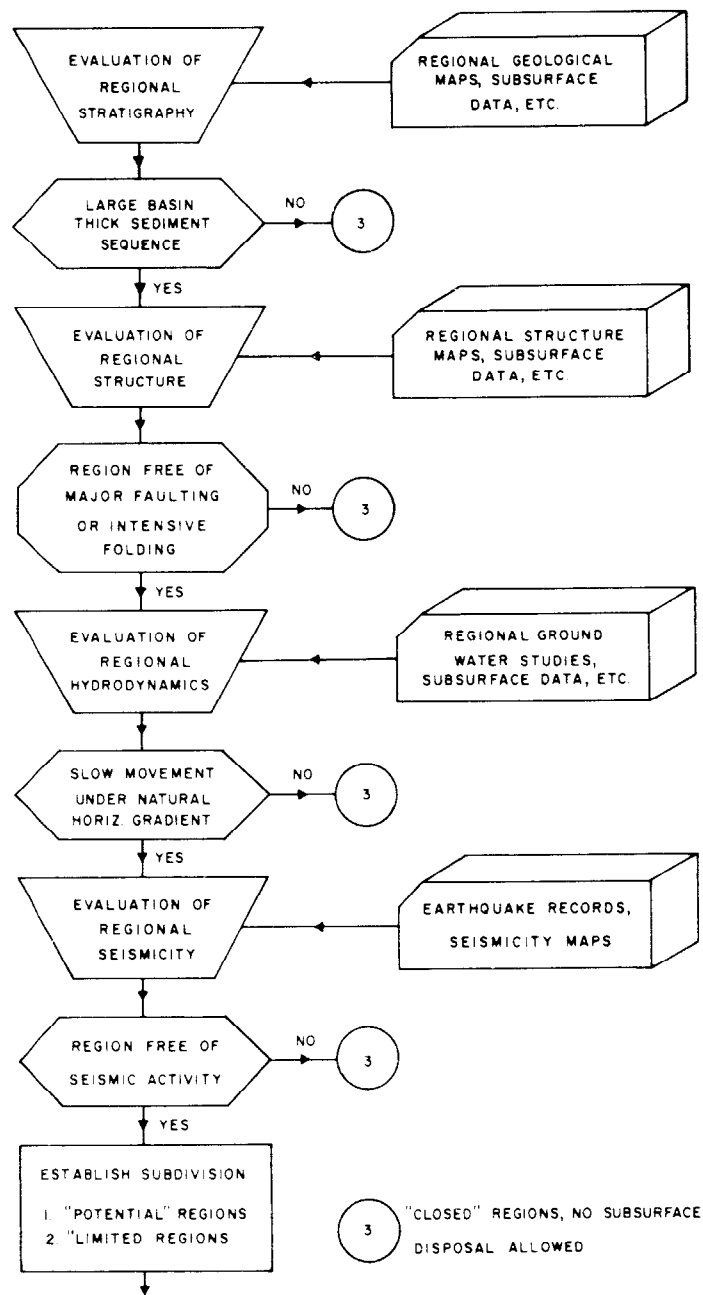 EVALUATION OF
REGIONAL
STRATIGRAPHY
REGIONAL GEOLOGICAL
MAPS, SUBSURFACE
DATA, ETC.
LARGE BASIN
THICK SEDIMENT
SEQUENCE
NO
3
YES
EVALUATION OF
REGIONAL
STRUCTURE
REGIONAL STRUCTURE
MAPS, SUBSURFACE
DATA, ETC.
REGION FREE OF
MAJOR FAULTING
OR INTENSIVE
FOLDING
NO
3
YES
EVALUATION OF
REGIONAL
HYDRODYNAMICS
REGIONAL GROUND
WATER STUDIES,
SUBSURFACE DATA, ETC.
SLOW MOVEMENT
UNDER NATURAL
HORIZ. GRADIENT
NO
3
YES
EVALUATION OF
REGIONAL
SEISMICITY
EARTHQUAKE RECORDS,
SEISMICITY MAPS
REGION FREE OF
SEISMIC ACTIVITY
NO
3
YES
ESTABLISH SUBDIVISION
1. "POTENTIAL" REGIONS
2. "LIMITED REGIONS
3
"CLOSED" REGIONS, NO SUBSURFACE
DISPOSAL ALLOWED